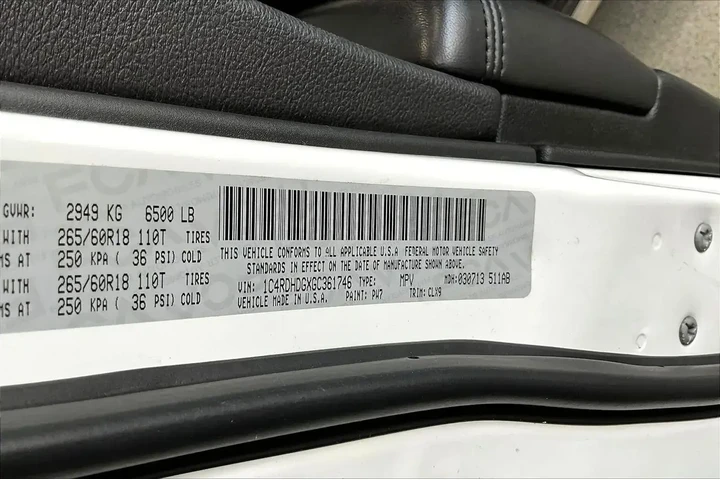 GVWR: 2949 KG 6500 LB
WITH 265/60R18 110T TIRES
MS AT 250 KPA ( 36 PSI) COLD
WITH 265/60R18 110T TIRES
MS AT 250 KPA ( 36 PSI) COLD
THIS VEHICLE CONFORMS TO ALL APPLICABLE U.S.A. FEDERAL MOTOR VEHICLE SAFETY
STANDARDS IN EFFECT ON THE DATE OF MANUFACTURE SHOWN ABOVE.
VIN: 1C4RDHDGXGC361746 TYPE: MPV MDH:030713 511AB
VEHICLE MADE IN U.S.A. PAINT: PW7 TRIM: CLX9